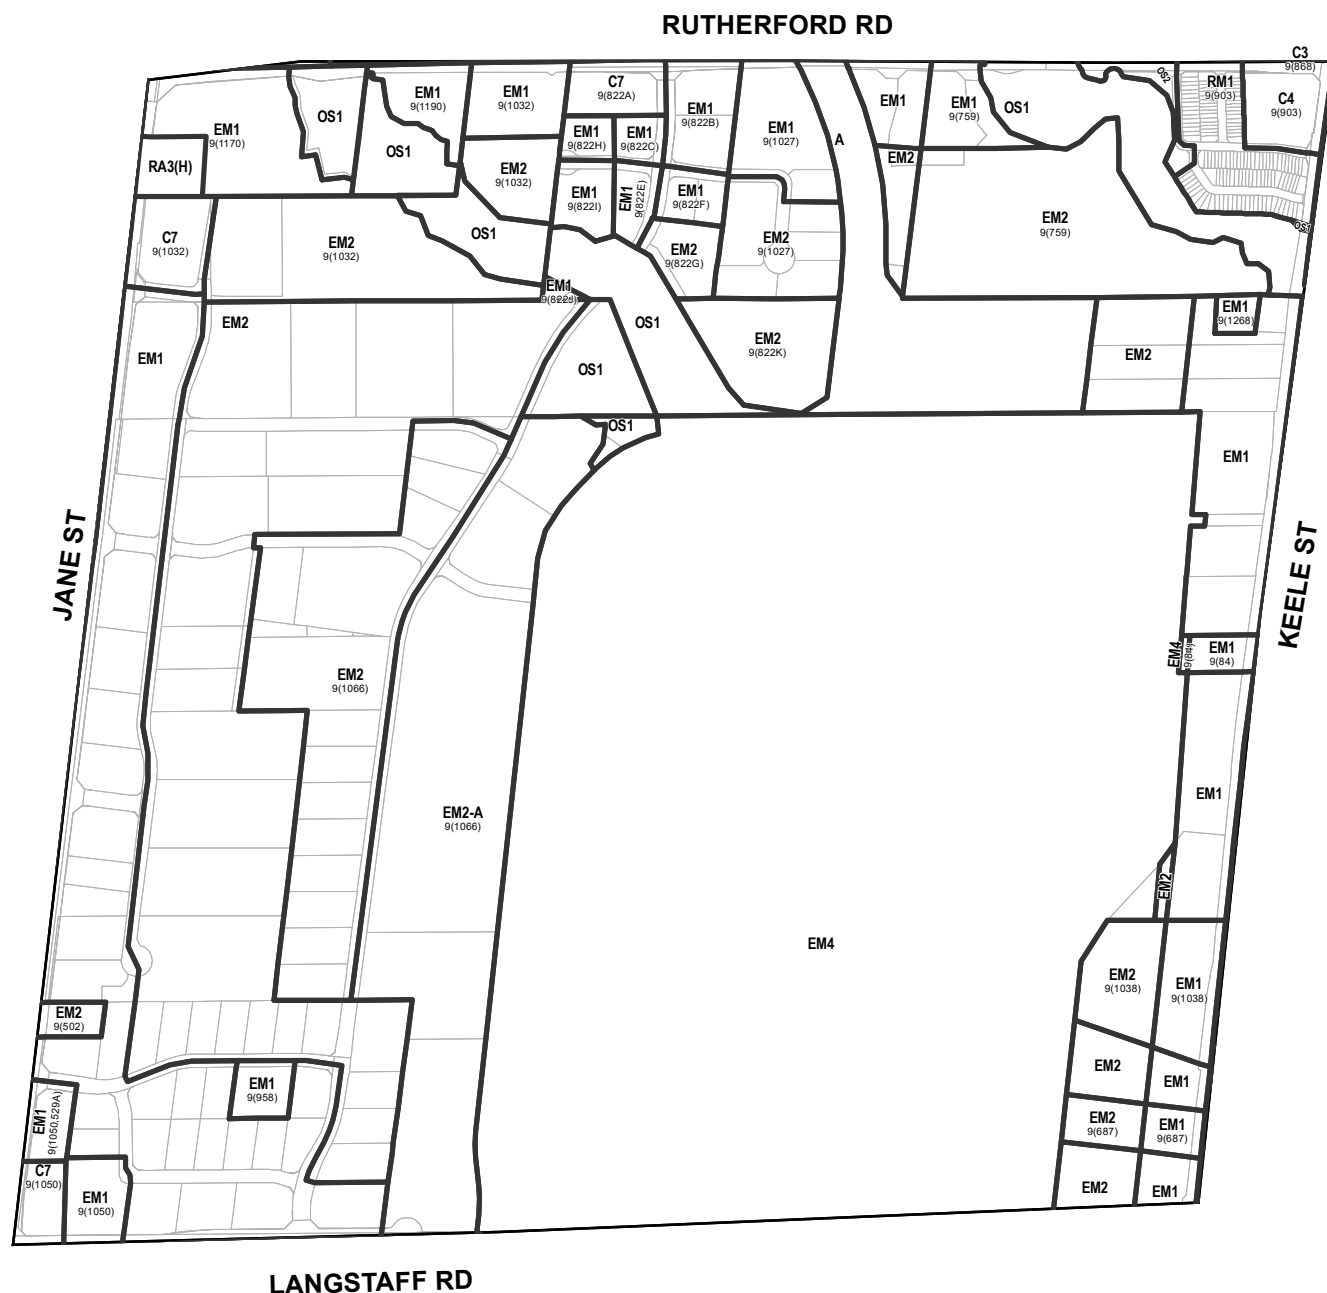 RUTHERFORD RD
C3
9(868)
EM1
9(1170)
OS1
EM1
9(1190)
EM1
9(1032)
C7
9(822A)
EM1
9(822B)
EM1
9(1027)
A
EM1
EM1
9(759)
OS1
OS2
RM1
9(903)
C4
9(903)
RA3(H)
OS1
EM2
9(1032)
EM1
9(822H)
EM1
9(822C)
EM2
C7
9(1032)
EM2
9(1032)
OS1
EM1
9(822I)
EM1
9(822E)
EM1
9(822F)
EM2
9(822G)
EM2
9(1027)
EM2
9(759)
OS1
EM1
9(822J)
EM1
EM2
OS1
OS1
EM2
9(822K)
EM2
EM1
9(1268)
OS1
EM1
JANE ST
KEELE ST
EM2
9(1066)
EM4
9(84)
EM1
9(84)
EM2-A
9(1066)
EM1
EM2
EM4
EM2
9(1038)
EM1
9(1038)
EM2
9(502)
EM1
9(958)
EM2
EM1
EM1
9(1050,529A)
EM2
9(687)
EM1
9(687)
C7
9(1050)
EM1
9(1050)
EM2
EM1
LANGSTAFF RD